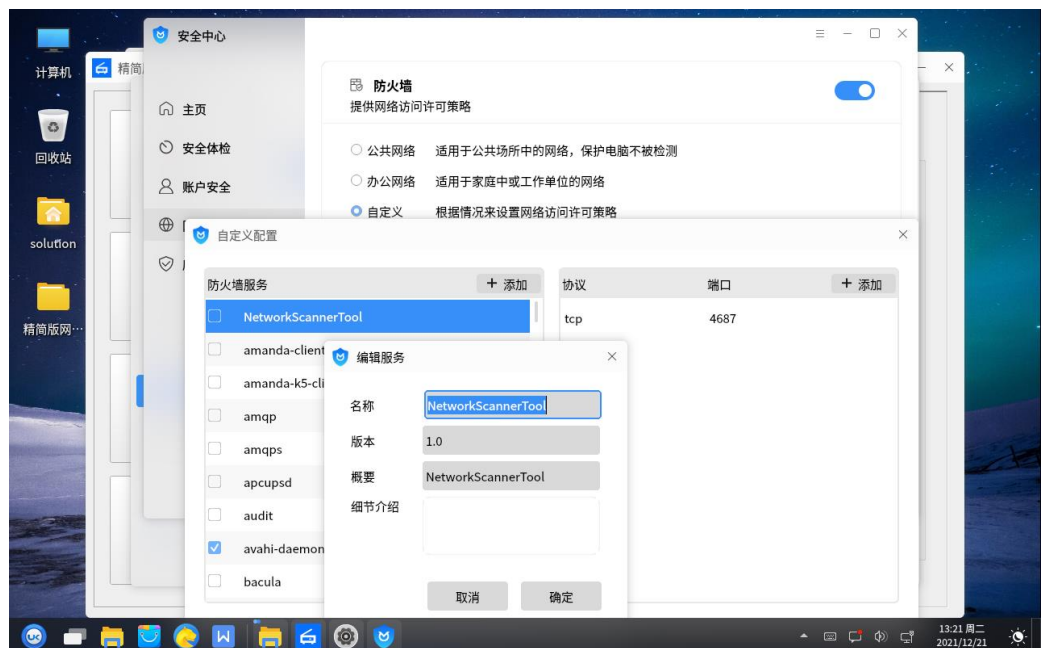 计算机
回收站
solution
精简版网…
精简
安全中心
主页
安全体检
账户安全
防火墙
提供网络访问许可策略
公共网络 适用于公共场所中的网络，保护电脑不被检测
办公网络 适用于家庭中或工作单位的网络
自定义 根据情况来设置网络访问许可策略
自定义配置
防火墙服务 + 添加
协议 端口 + 添加
NetworkScannerTool
tcp 4687
amanda-client
amanda-k5-cli
amqp
amqps
apcupsd
audit
avahi-daemon
bacula
编辑服务
名称 NetworkScannerTool
版本 1.0
概要 NetworkScannerTool
细节介绍
取消 确定
13:21 周二
2021/12/21